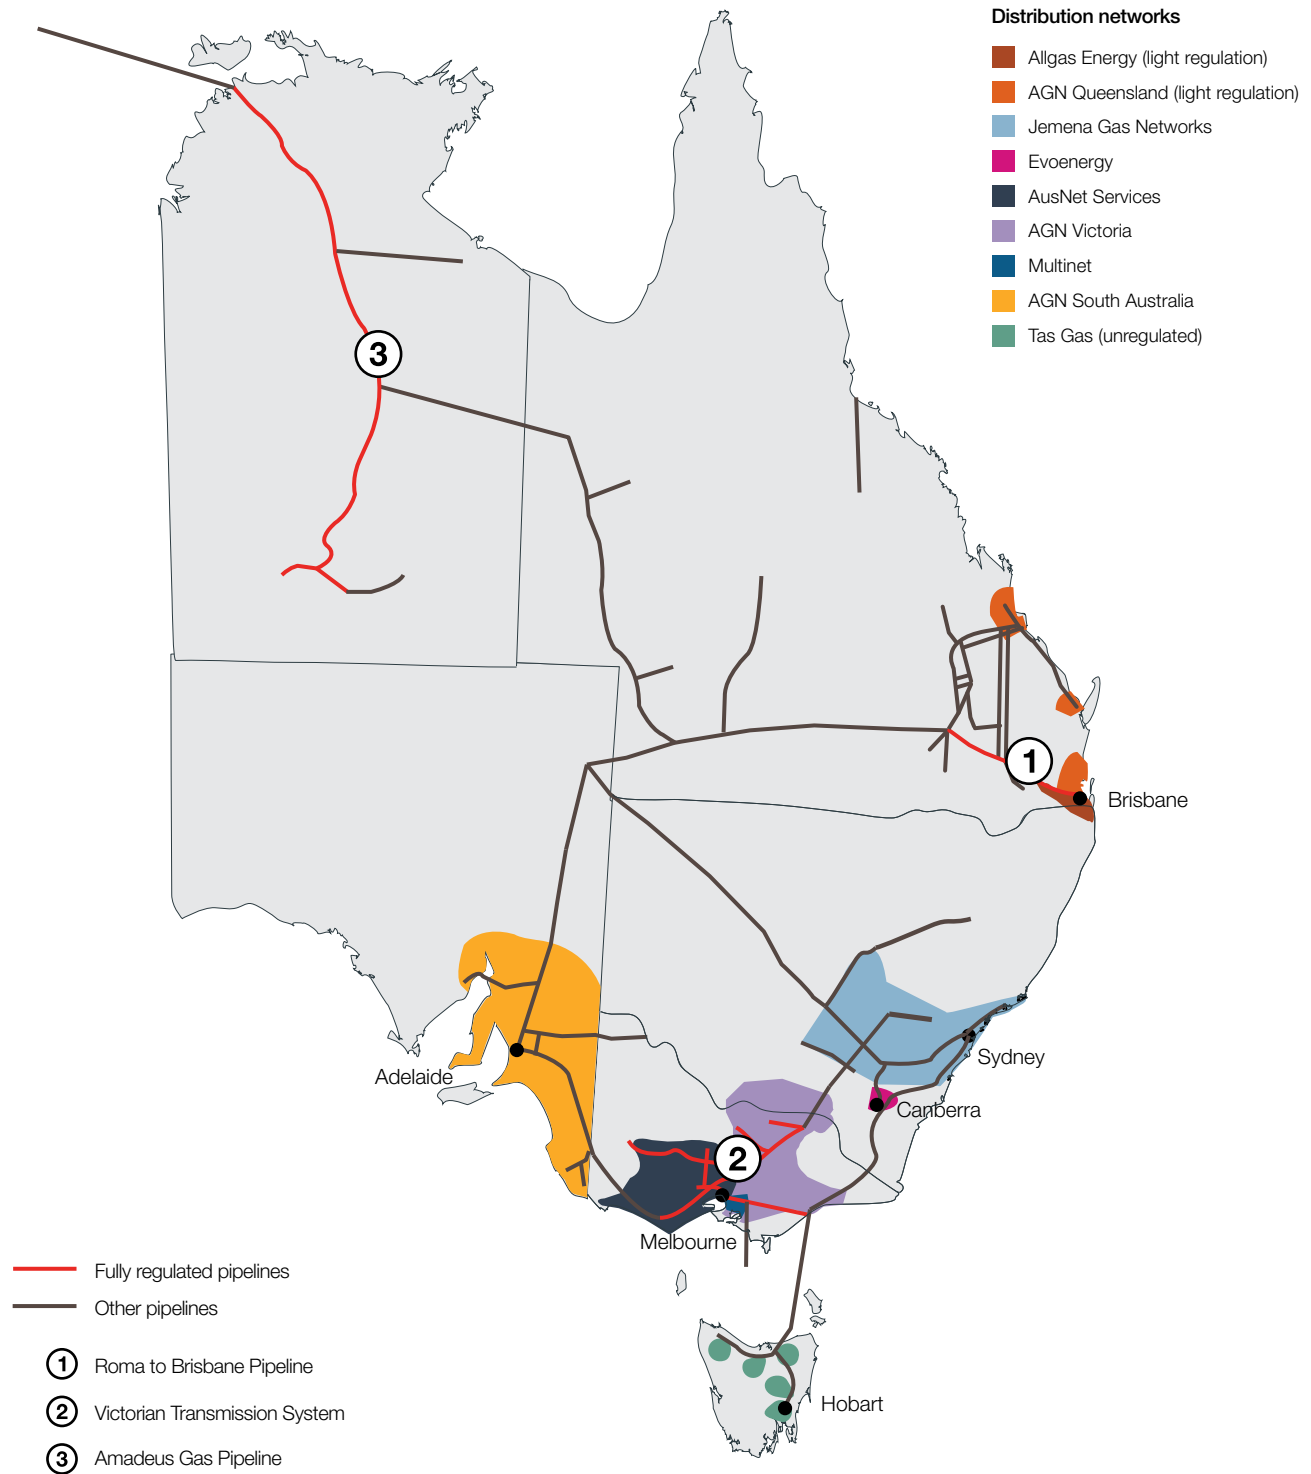 Distribution networks
Allgas Energy (light regulation)
AGN Queensland (light regulation)
Jemena Gas Networks
Evoenergy
AusNet Services
AGN Victoria
Multinet
AGN South Australia
Tas Gas (unregulated)
3
1
Brisbane
Sydney
Adelaide
Canberra
2
Melbourne
Hobart
Fully regulated pipelines
Other pipelines
1 Roma to Brisbane Pipeline
2 Victorian Transmission System
3 Amadeus Gas Pipeline